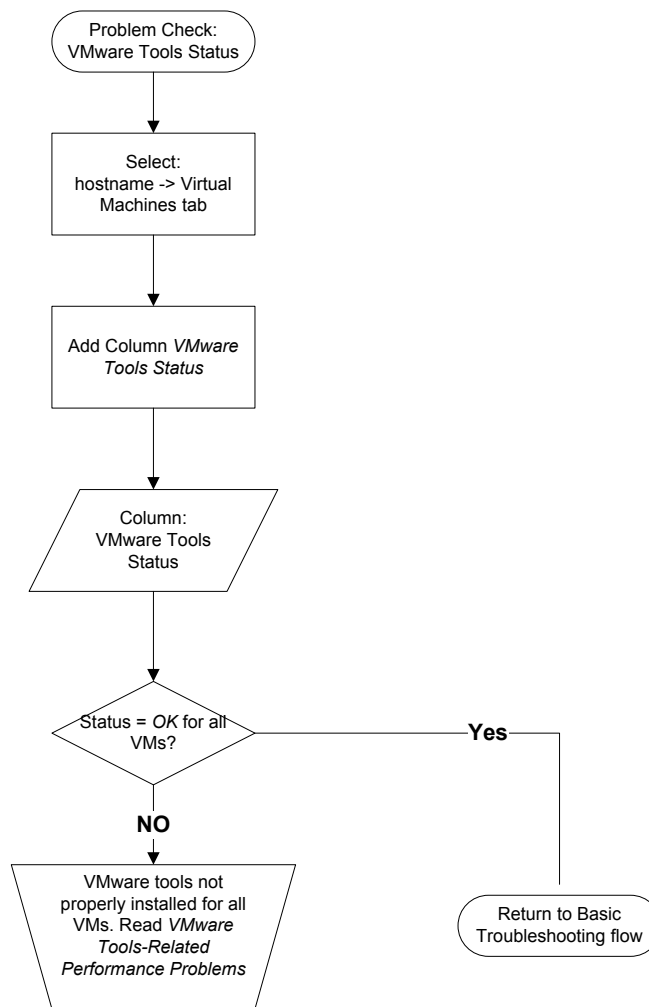 Problem Check:
VMware Tools Status
Select:
hostname -> Virtual
Machines tab
Add Column VMware
Tools Status
Column:
VMware Tools
Status
Status = OK for all
VMs?
Yes
NO
VMware tools not
properly installed for all
VMs. Read VMware
Tools-Related
Performance Problems
Return to Basic
Troubleshooting flow